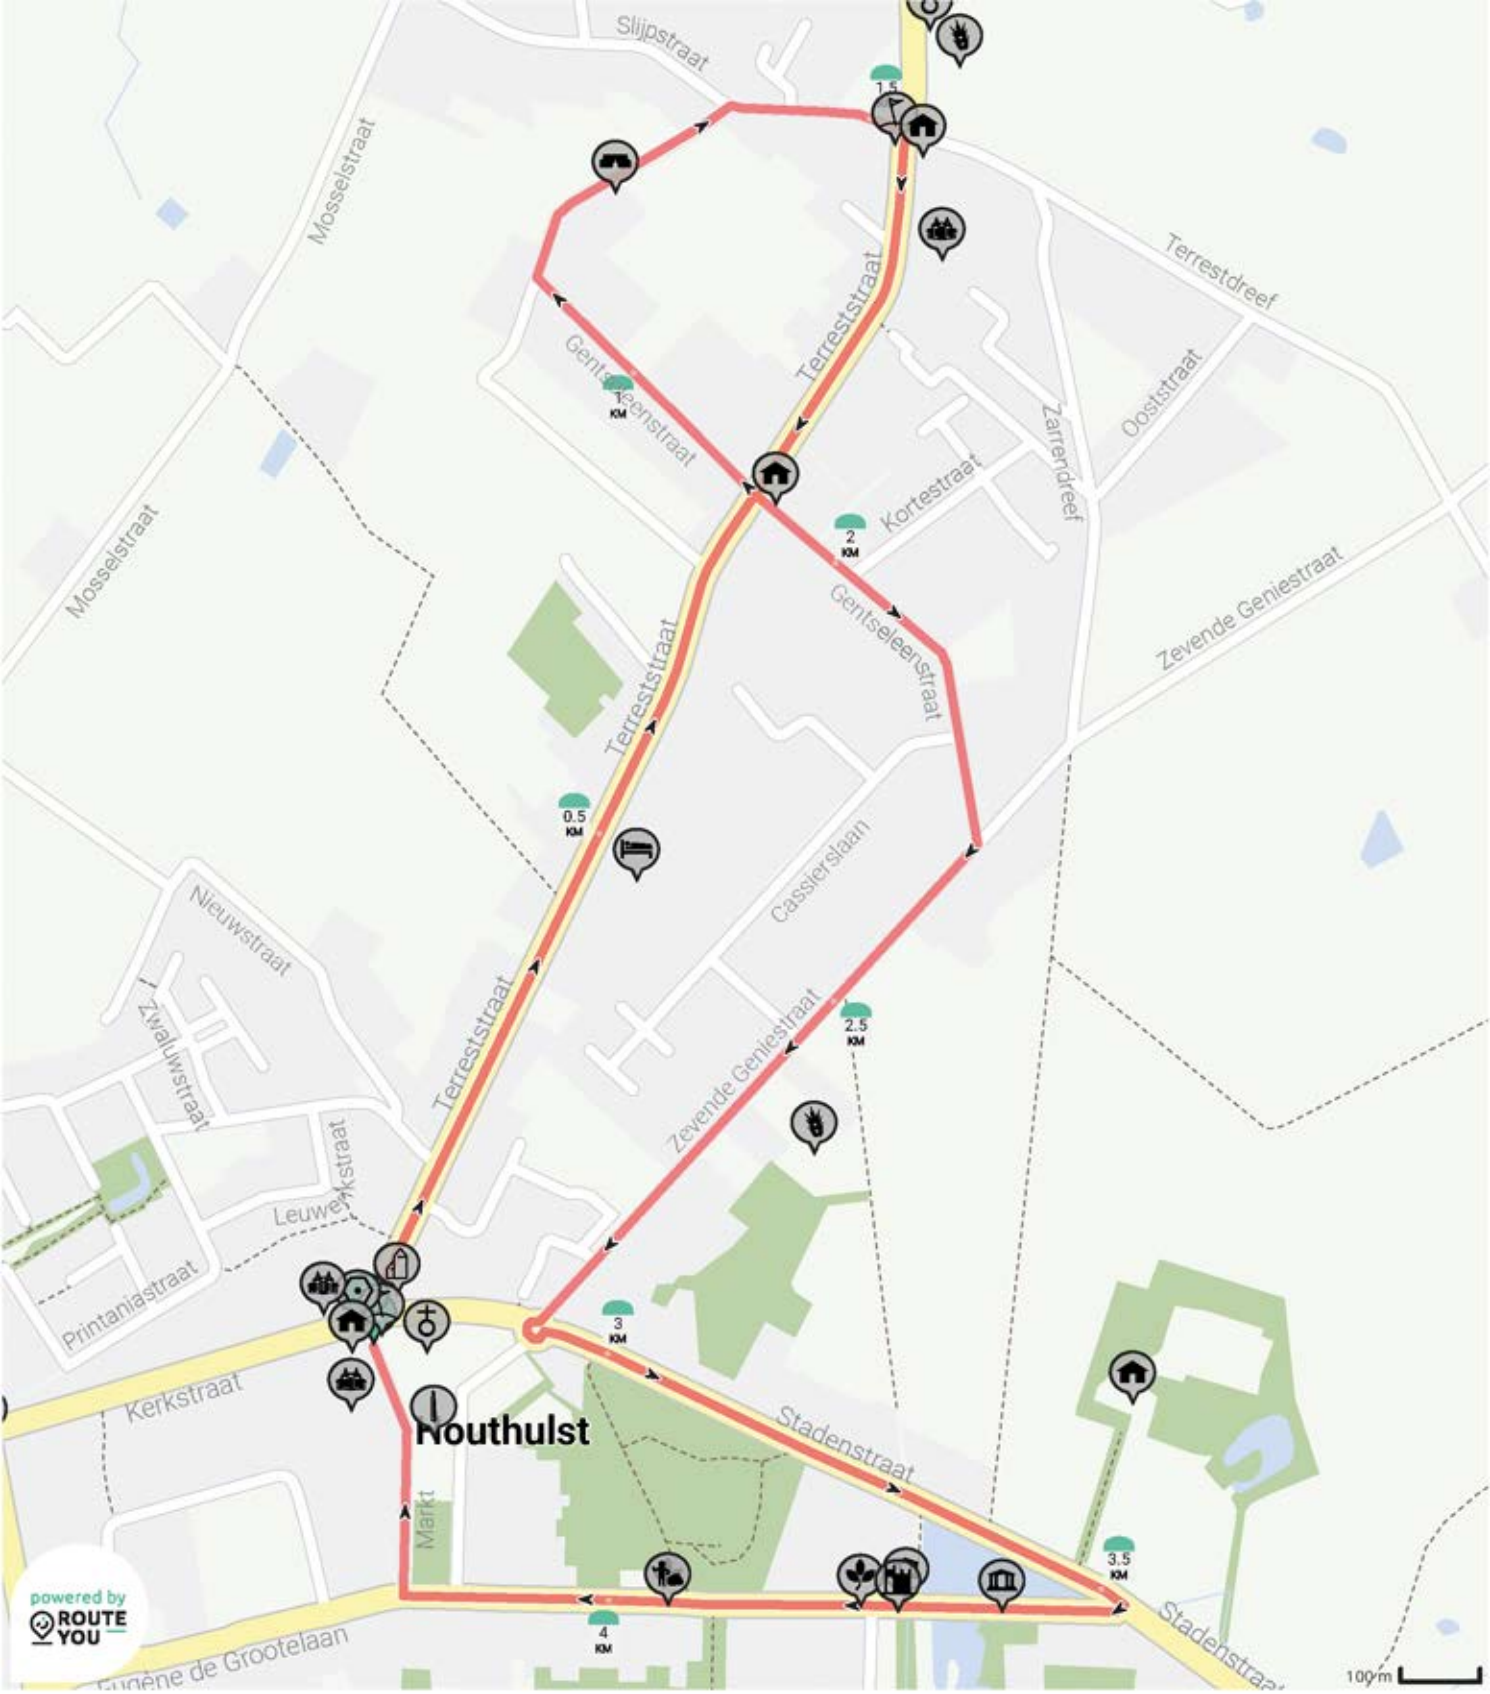 Slijpstraat
1.5
Mosselstraat
Terrestdreef
Terreststraat
Gentseleenstraat
1
KM
Ooststraat
Zarrendreef
Kortestraat
2
KM
Mosselstraat
Zevende Geniestraat
Gentseleenstraat
Terreststraat
0.5
KM
Cassierslaan
Nieuwstraat
Terreststraat
Zwaluwstraat
2.5
KM
Zevende Geniestraat
Leuwerkstraat
Printaniastraat
3
KM
Kerkstraat
Houthulst
Stadenstraat
Markt
3.5
KM
powered by
ROUTE
YOU
4
KM
Stadenstraat
Eugène de Grootelaan
100 m